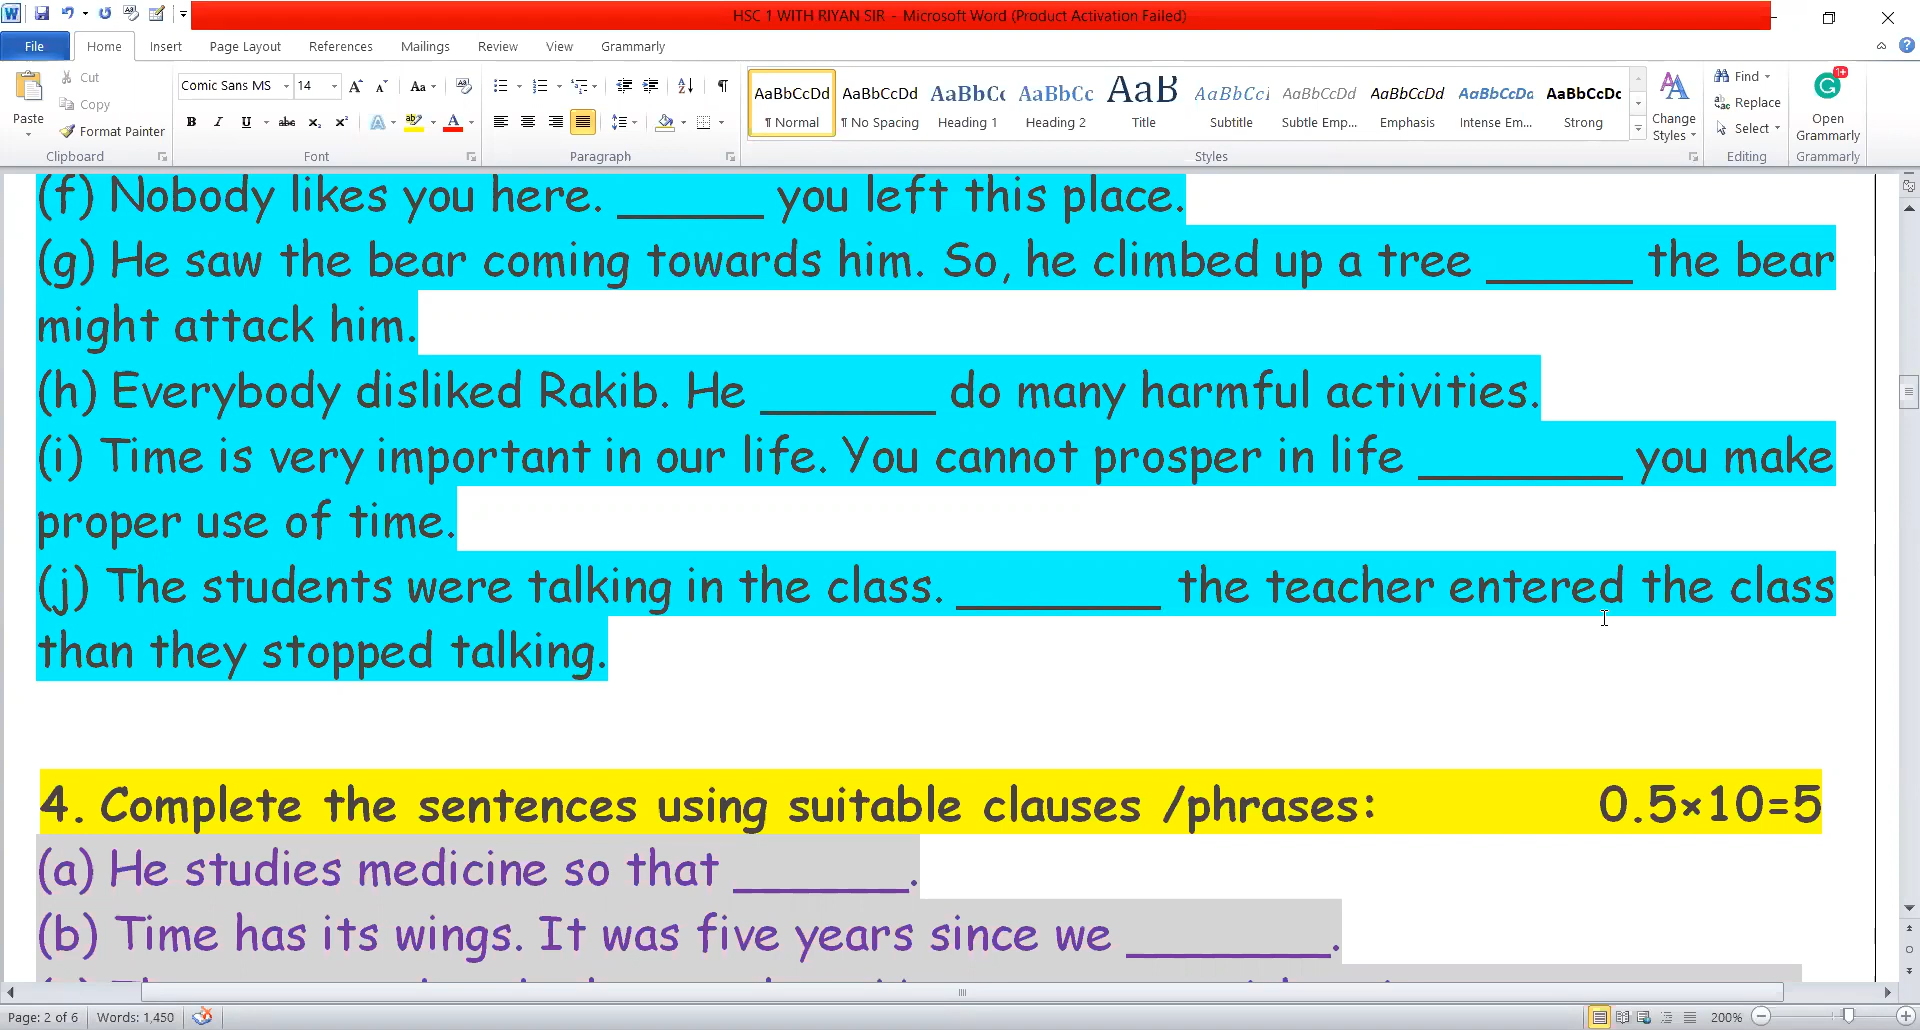 HSC 1 WITH RIYAN SIR - Microsoft Word (Product Activation Failed)
File Home Insert Page Layout References Mailings Review View Grammarly
Paste
Cut
Copy
Format Painter
Clipboard
Comic Sans MS 14
Font
Paragraph
AaBbCcDd AaBbCcDd AaBbCc AaBbCc AaB AaBbCcI AaBbCcDd AaBbCcDd AaBbCcDd AaBbCcDc
¶ Normal ¶ No Spacing Heading 1 Heading 2 Title Subtitle Subtle Emp... Emphasis Intense Em... Strong
Change Styles
Styles
Find
Replace
Select
Editing
Open Grammarly
Grammarly
(f) Nobody likes you here. _____ you left this place.
(g) He saw the bear coming towards him. So, he climbed up a tree _____ the bear
might attack him.
(h) Everybody disliked Rakib. He ______ do many harmful activities.
(i) Time is very important in our life. You cannot prosper in life _______ you make
proper use of time.
(j) The students were talking in the class. _______ the teacher entered the class
than they stopped talking.
4. Complete the sentences using suitable clauses /phrases: 0.5×10=5
(a) He studies medicine so that ______.
(b) Time has its wings. It was five years since we _______.
Page: 2 of 6 Words: 1,450 200%